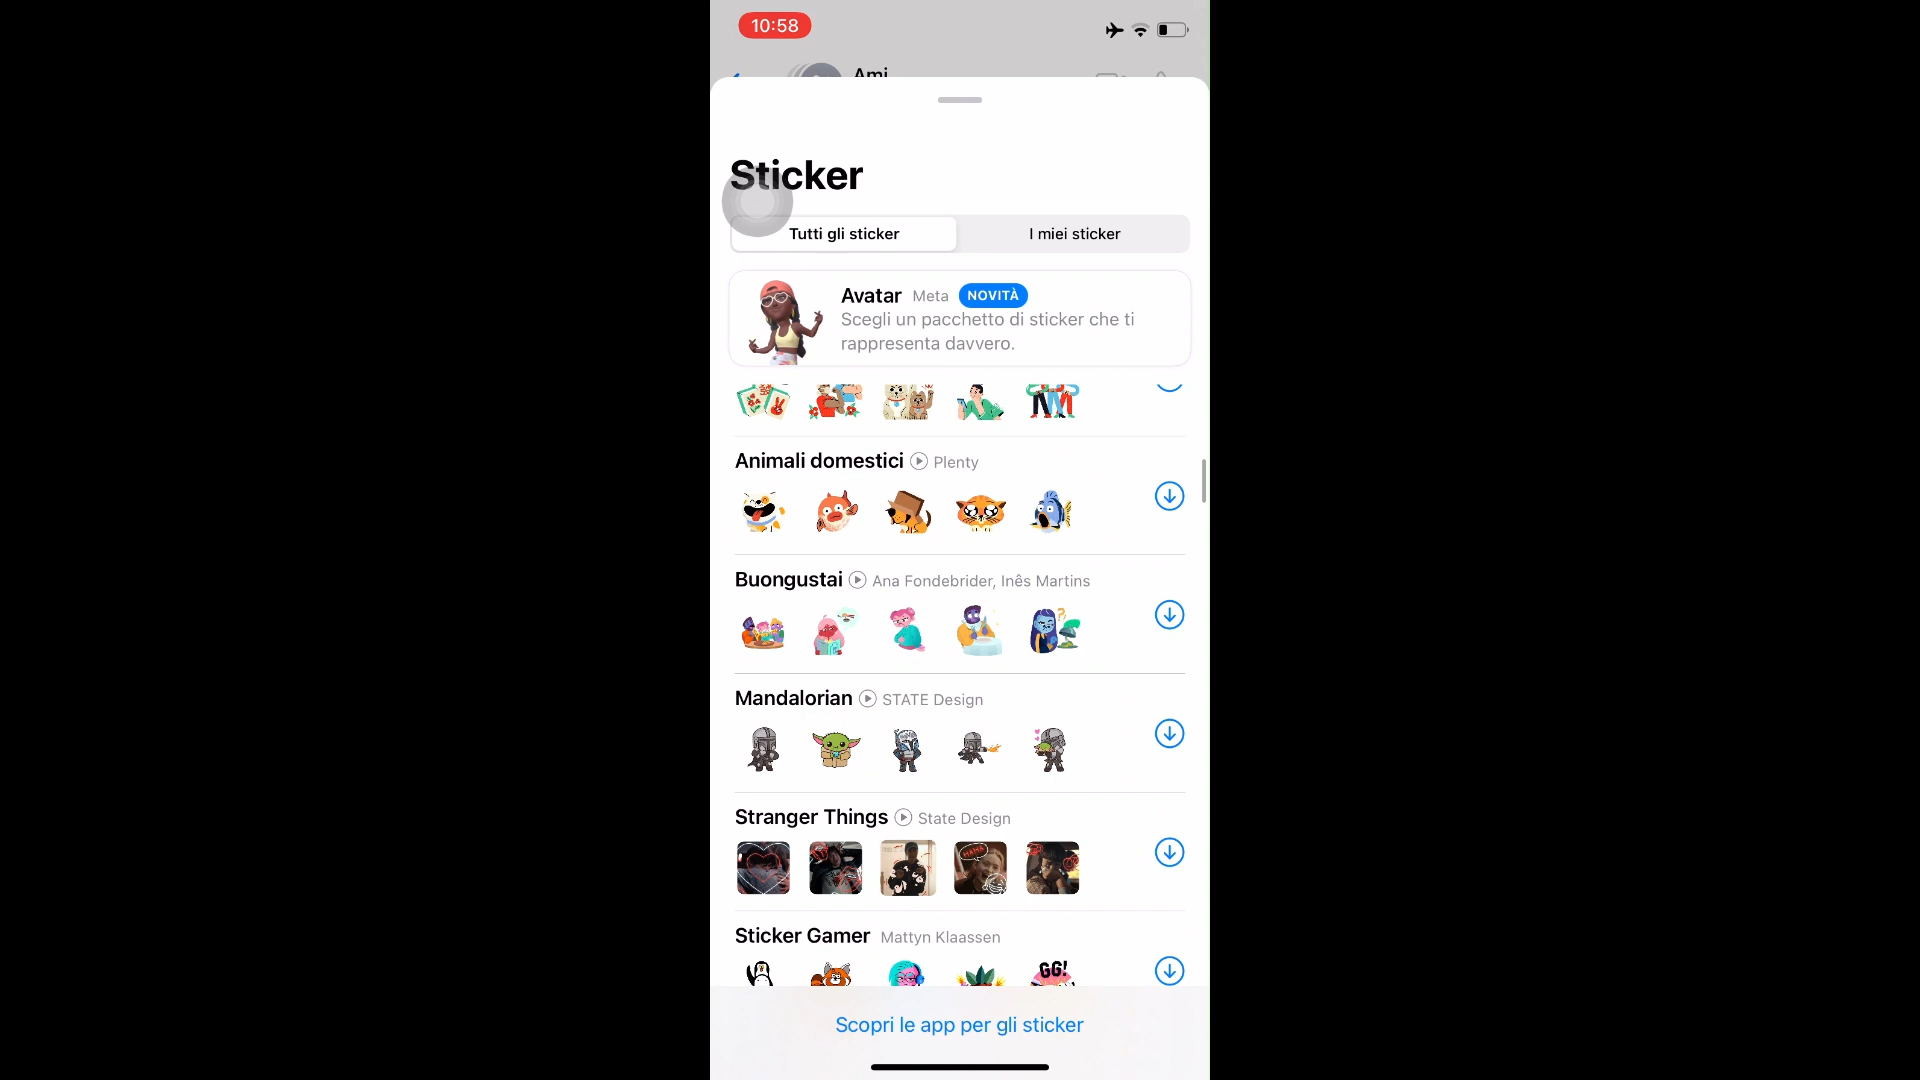 10:58
Ami
Sticker
Tutti gli sticker
I miei sticker
Avatar Meta NOVITÀ
Scegli un pacchetto di sticker che ti
rappresenta davvero.
Animali domestici Plenty
Buongustai Ana Fondebrider, Inês Martins
Mandalorian STATE Design
Stranger Things State Design
MAMA
Sticker Gamer Mattyn Klaassen
GG!
Scopri le app per gli sticker